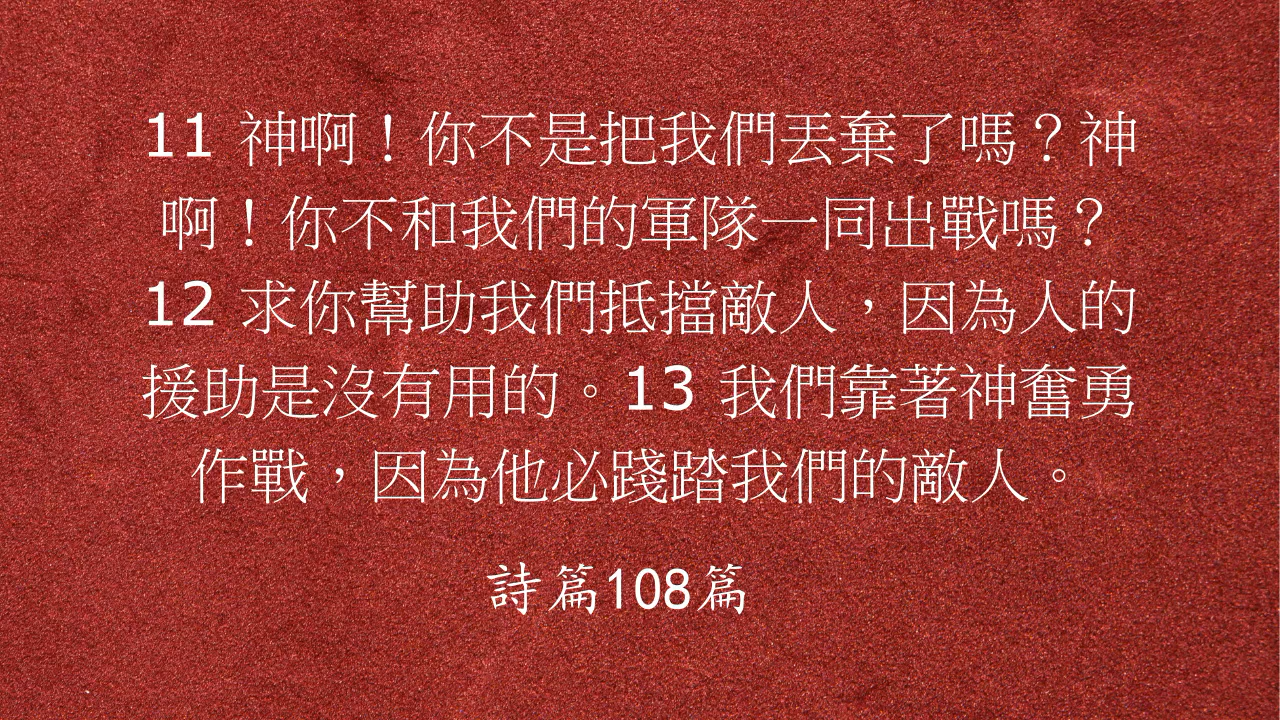 11 神啊！你不是把我們丟棄了嗎？神
啊！你不和我們的軍隊一同出戰嗎？
12 求你幫助我們抵擋敵人，因為人的
援助是沒有用的。13 我們靠著神奮勇
作戰，因為他必踐踏我們的敵人。
詩篇108篇